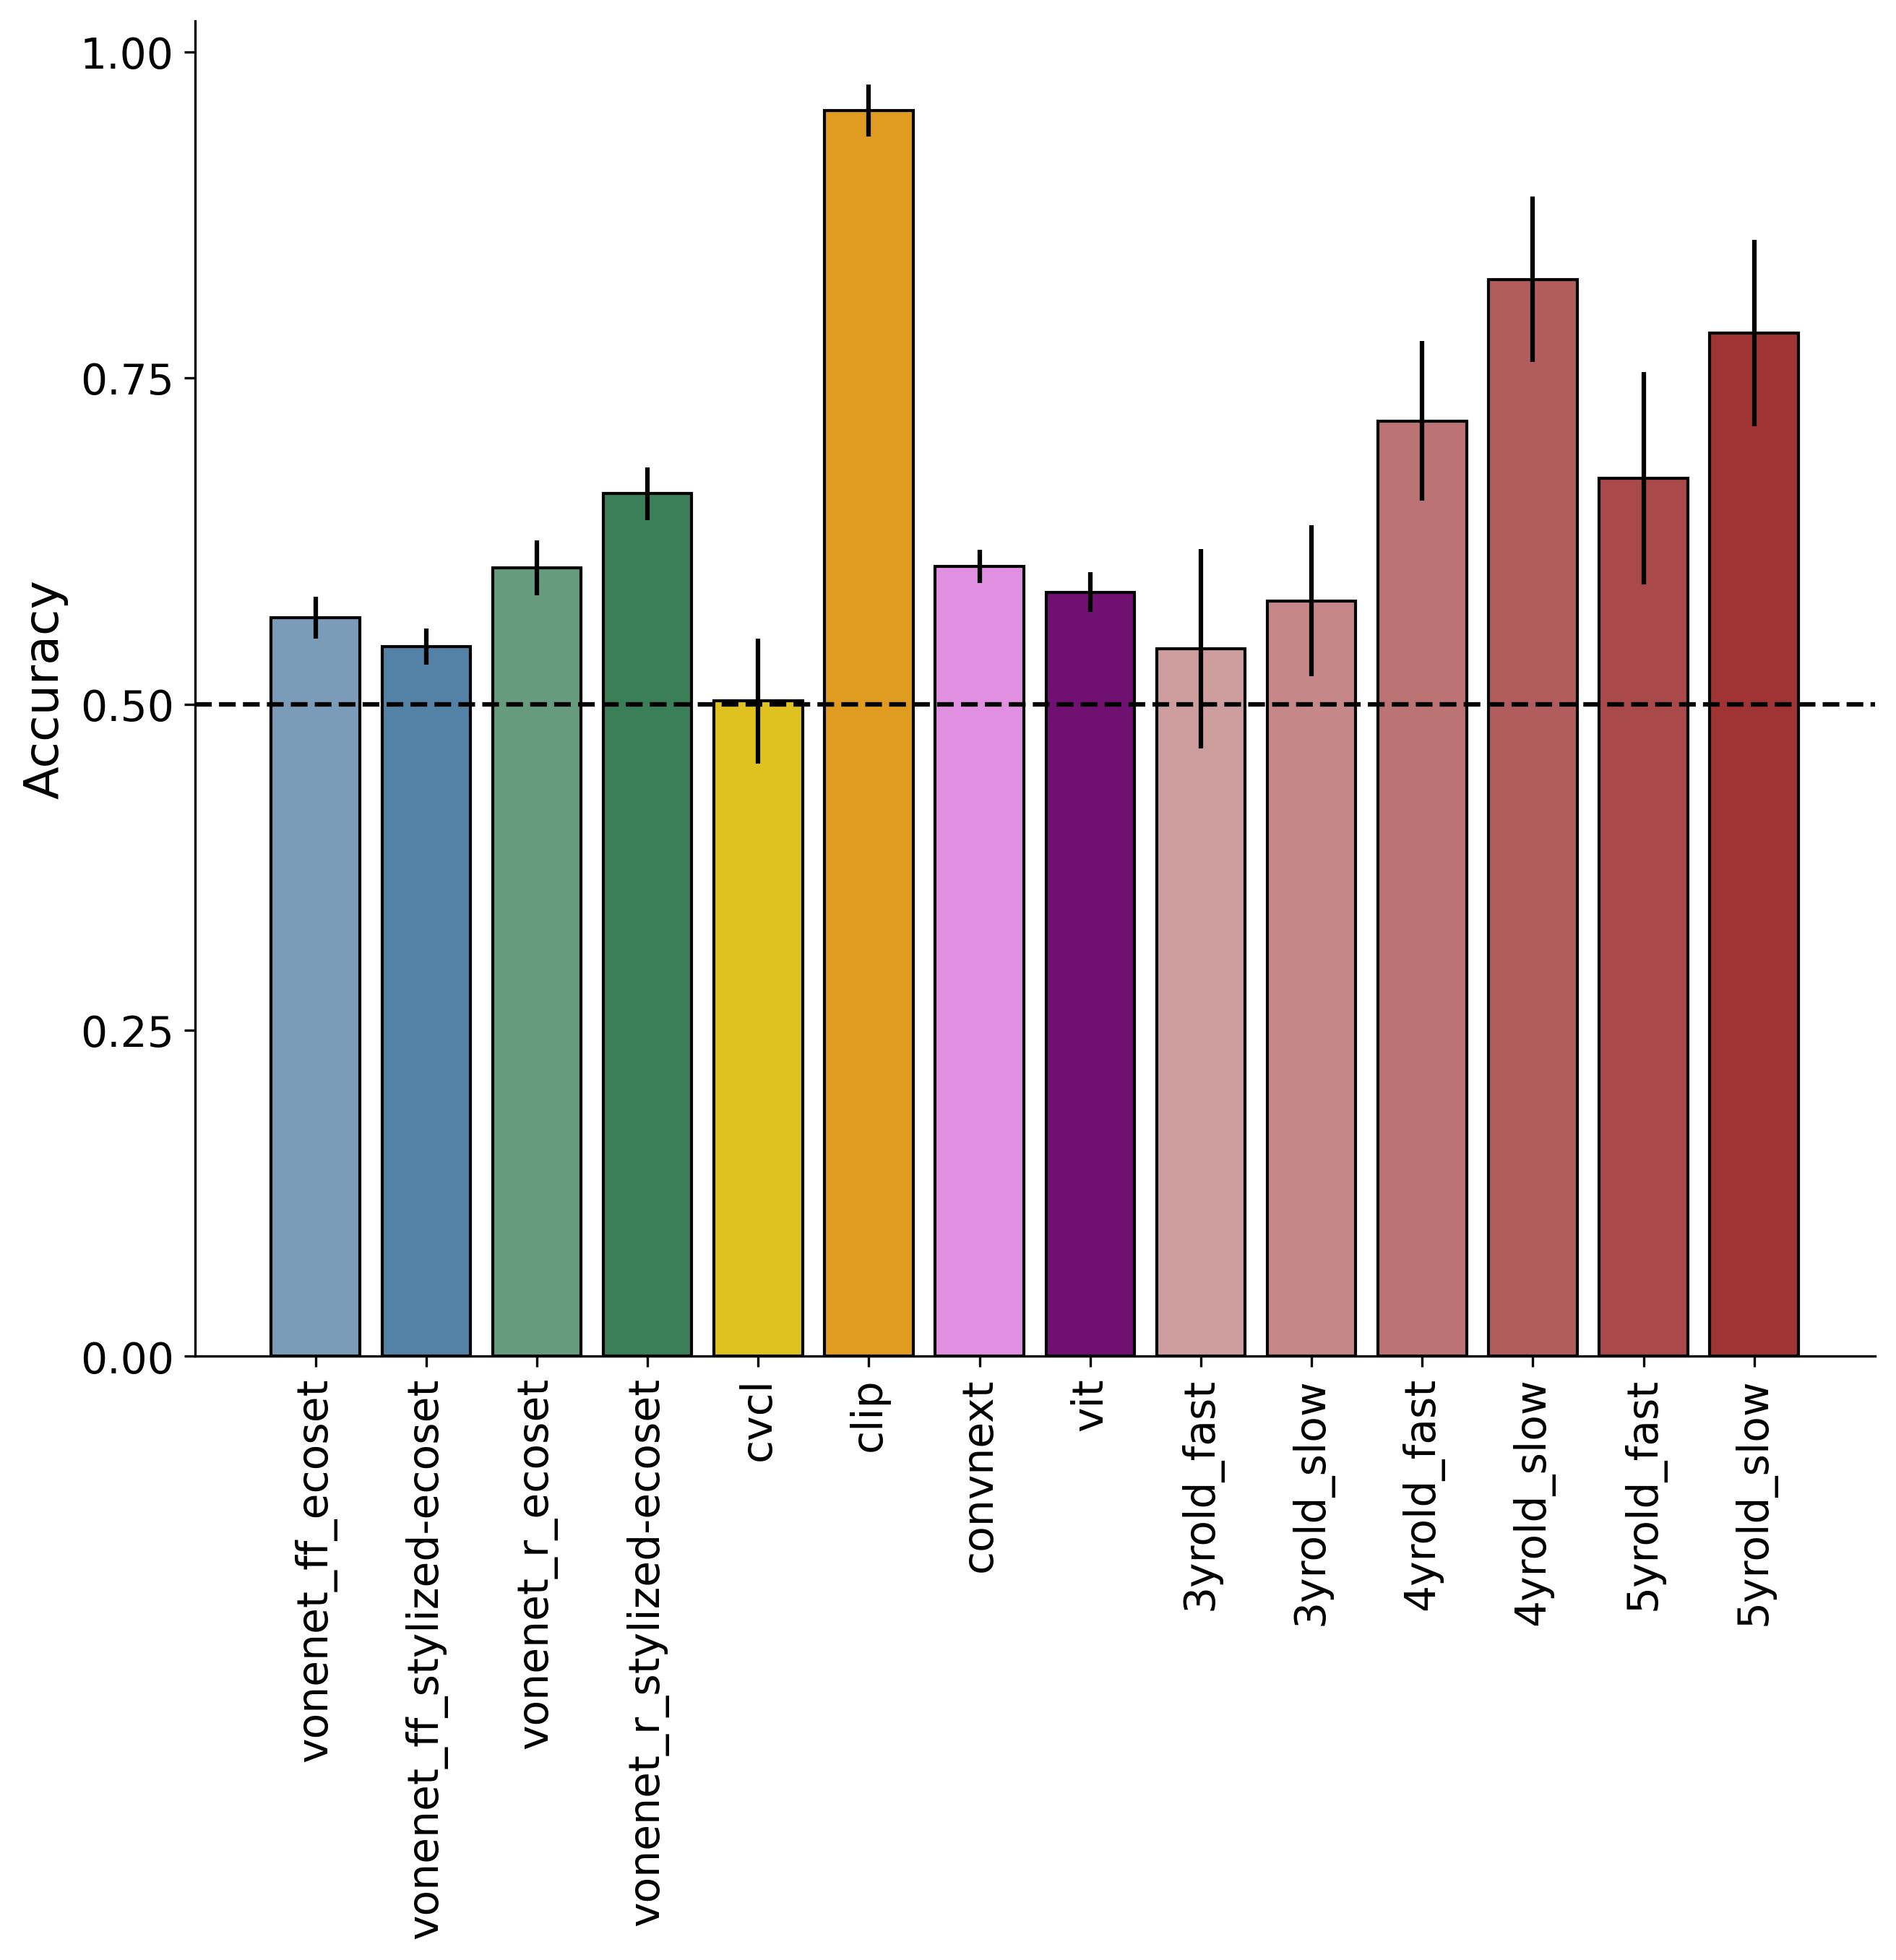 1.00
0.75
0.50
0.25
0.00
Accuracy
vonenet_ff_ecoset
vonenet_ff_stylized-ecoset
vonenet_r_ecoset
vonenet_r_stylized-ecoset
cvcl
clip
convnext
vit
3yrold_fast
3yrold_slow
4yrold_fast
4yrold_slow
5yrold_fast
5yrold_slow